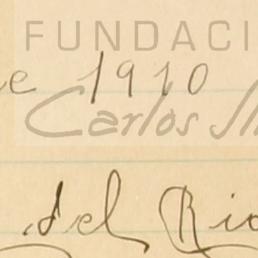 FUNDACI
e 1910
Carlos
del Rio